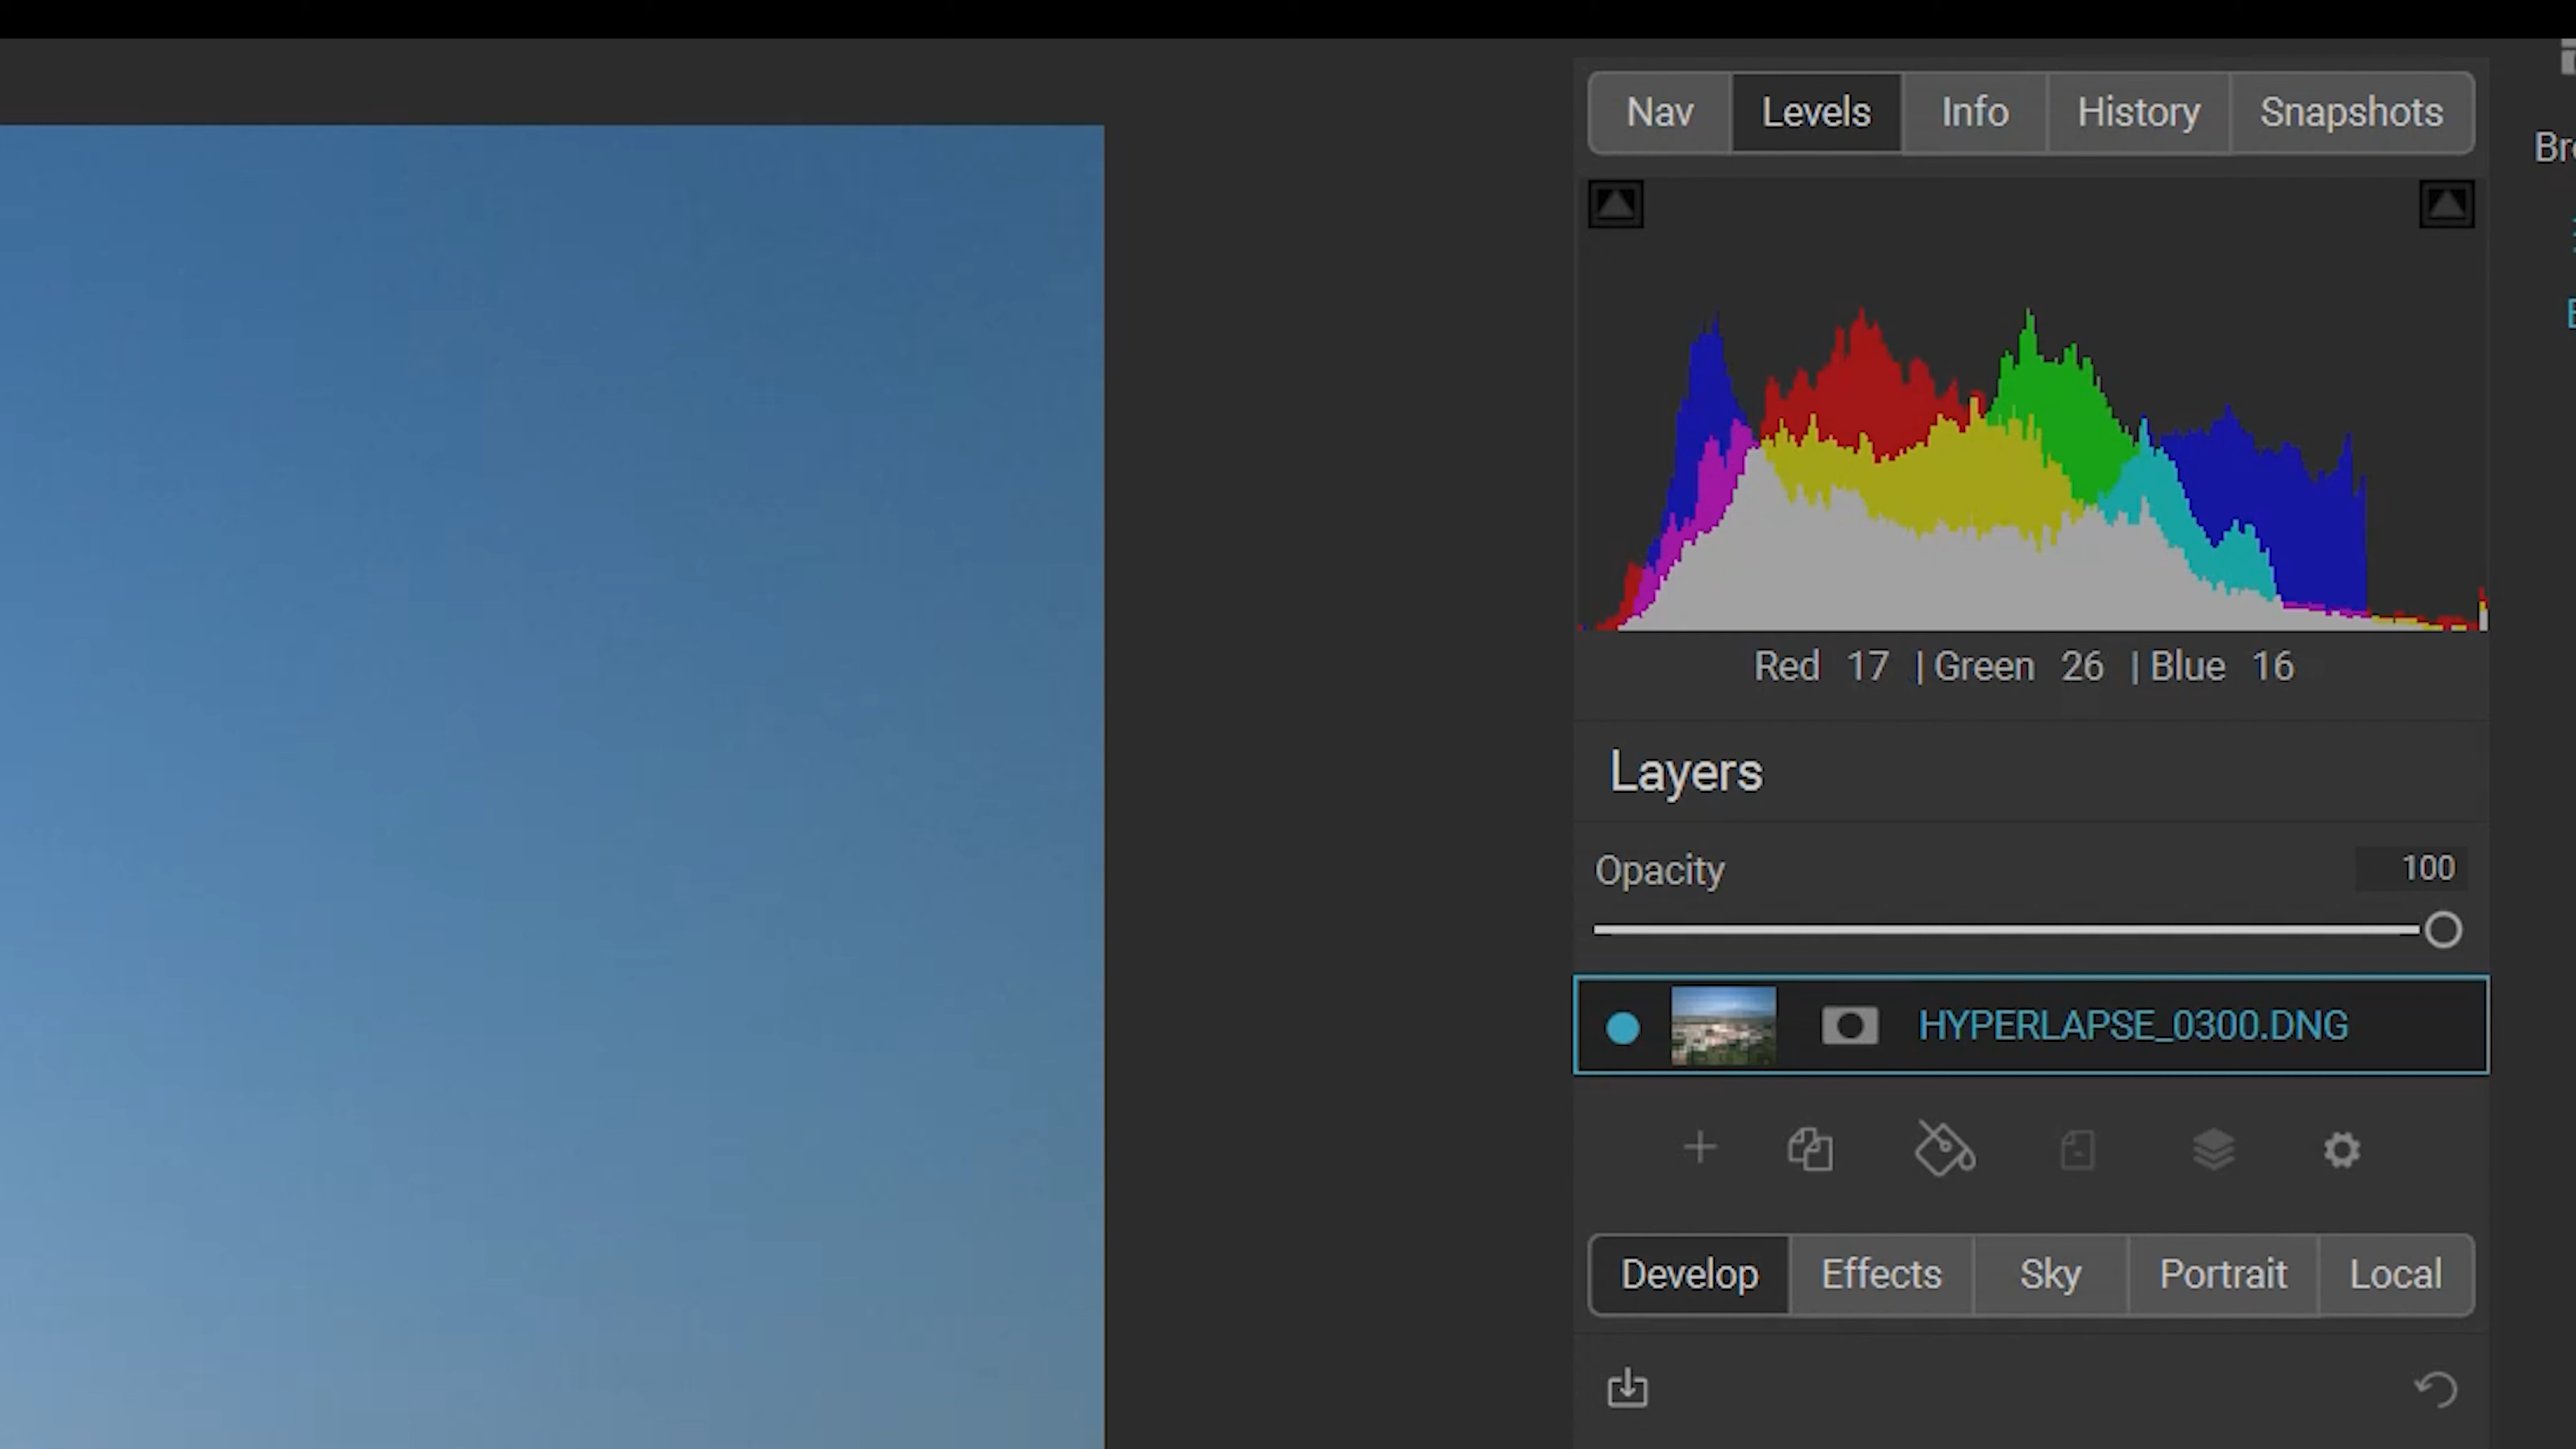 Nav Levels Info History Snapshots
Red 17 | Green 26 | Blue 16
Layers
Opacity 100
HYPERLAPSE_0300.DNG
Develop Effects Sky Portrait Local